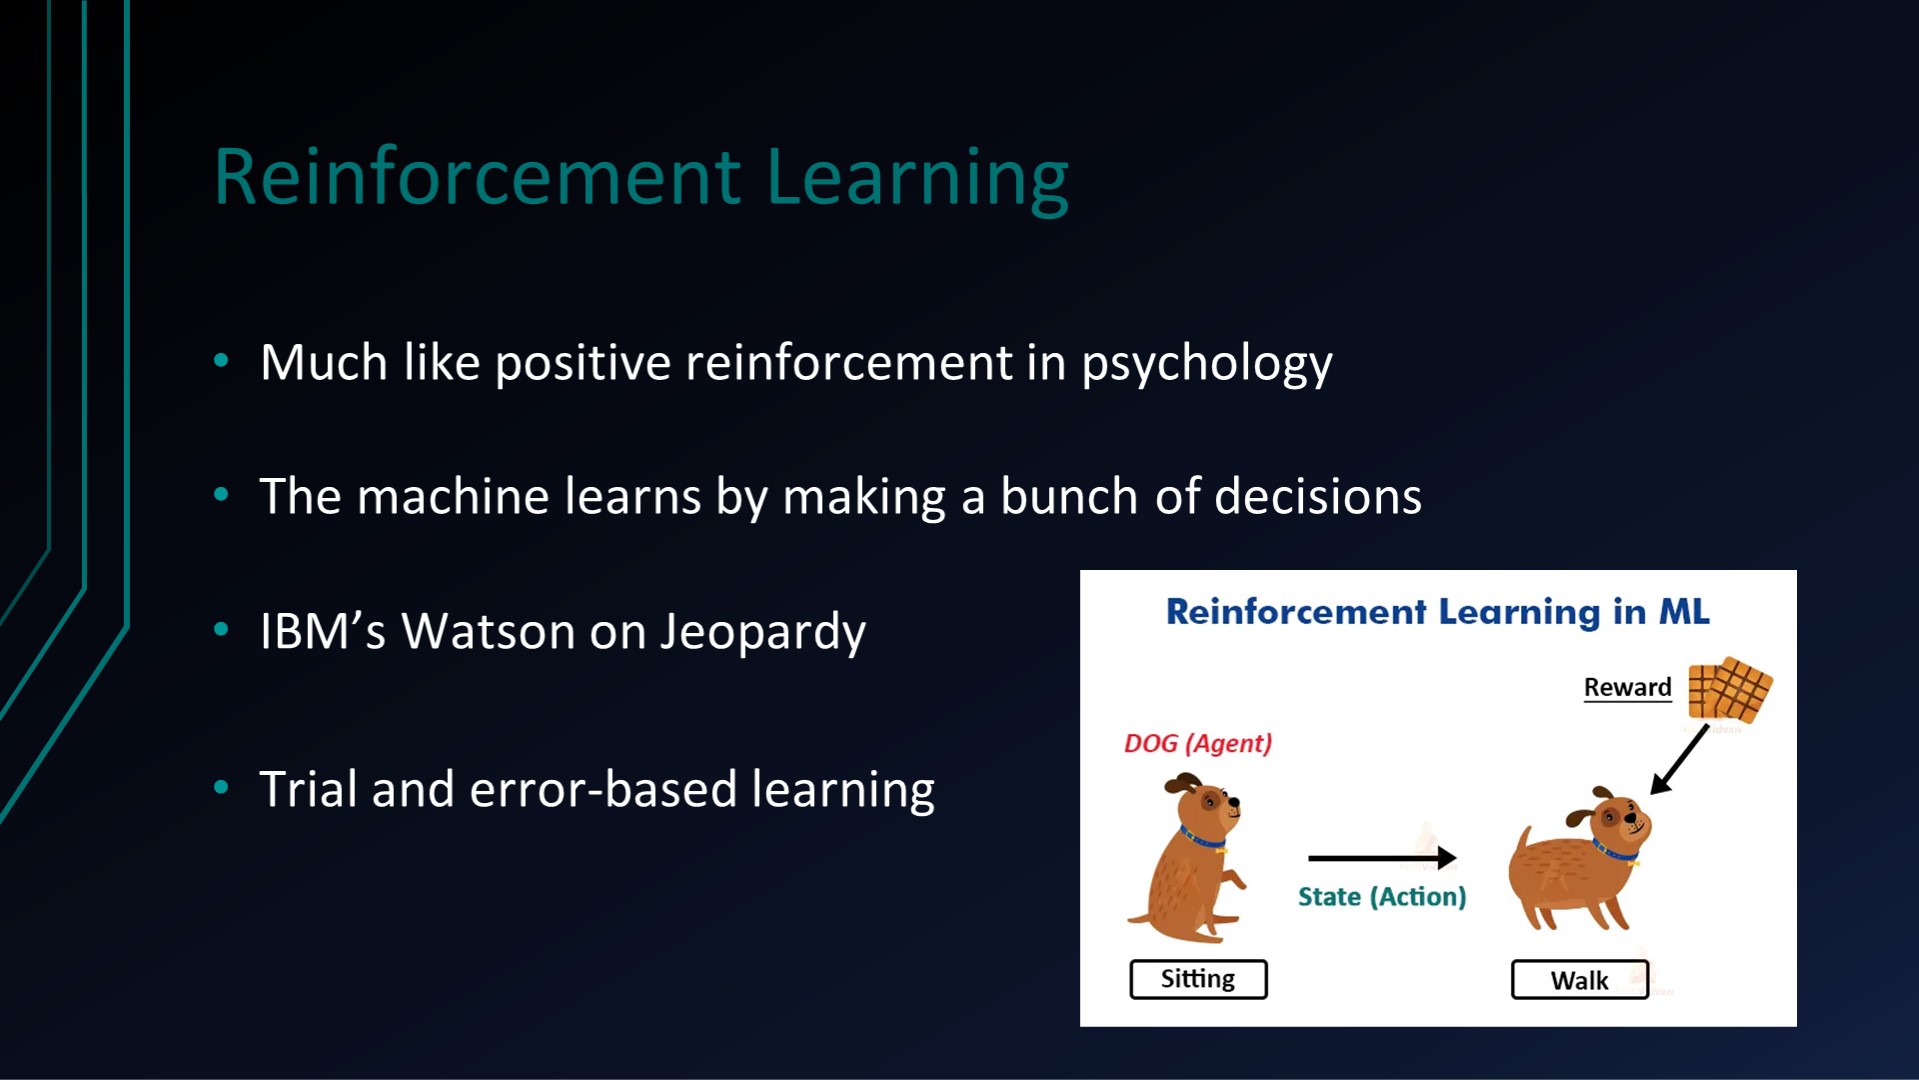 Reinforcement Learning
• Much like positive reinforcement in psychology
• The machine learns by making a bunch of decisions
• IBM’s Watson on Jeopardy
• Trial and error-based learning
Reinforcement Learning in ML
Reward
DOG (Agent)
State (Action)
Sitting
Walk